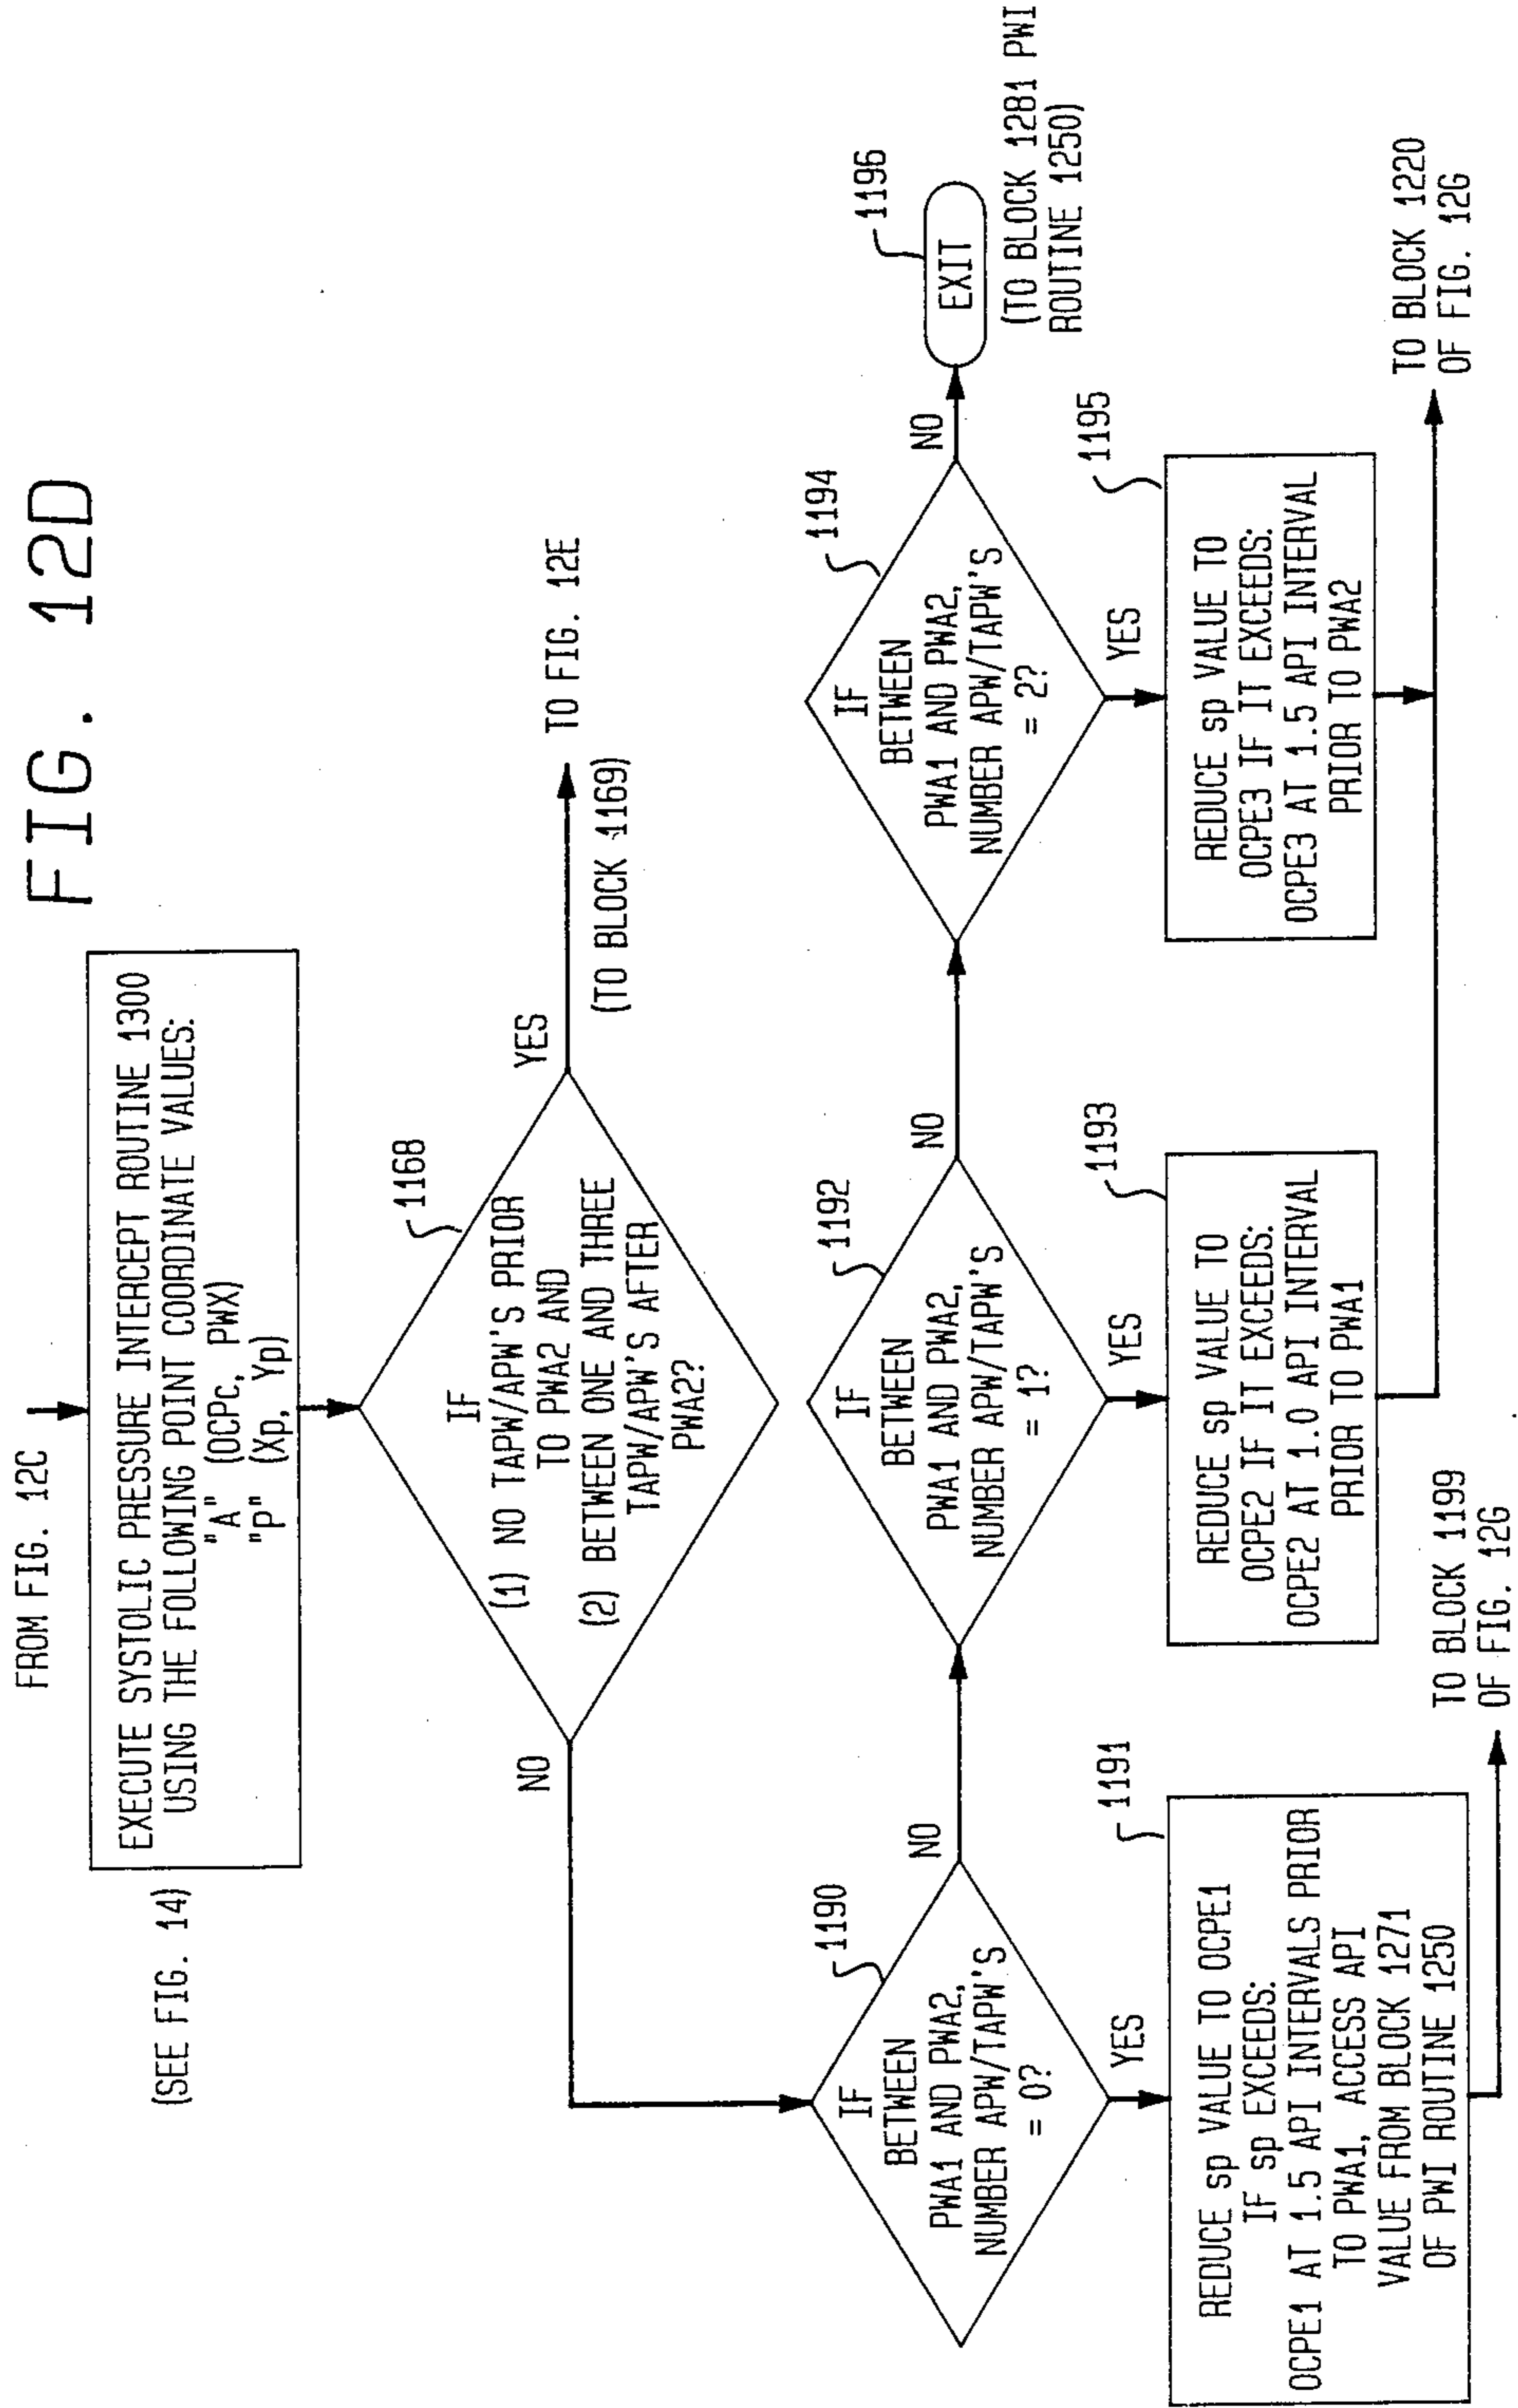 FIG. 12D
FROM FIG. 12C
(SEE FIG. 14)
EXECUTE SYSTOLIC PRESSURE INTERCEPT ROUTINE 1300
USING THE FOLLOWING POINT COORDINATE VALUES:
"A" (OCPc, PWX)
"P" (Xp, Yp)
1168
IF
(1) NO TAPW/APW'S PRIOR
TO PWA2 AND
(2) BETWEEN ONE AND THREE
TAPW/APW'S AFTER
PWA2?
YES
TO FIG. 12E
(TO BLOCK 1169)
NO
1190
IF
BETWEEN
PWA1 AND PWA2,
NUMBER APW/TAPW'S
= 0?
NO
YES
1191
REDUCE sp VALUE TO OCPE1
IF sp EXCEEDS:
OCPE1 AT 1.5 API INTERVALS PRIOR
TO PWA1, ACCESS API
VALUE FROM BLOCK 1271
OF PWI ROUTINE 1250
TO BLOCK 1199
OF FIG. 12G
1192
IF
BETWEEN
PWA1 AND PWA2,
NUMBER APW/TAPW'S
= 1?
NO
YES
1193
REDUCE sp VALUE TO
OCPE2 IF IT EXCEEDS:
OCPE2 AT 1.0 API INTERVAL
PRIOR TO PWA1
1194
IF
BETWEEN
PWA1 AND PWA2,
NUMBER APW/TAPW'S
= 2?
NO
YES
1195
REDUCE sp VALUE TO
OCPE3 IF IT EXCEEDS:
OCPE3 AT 1.5 API INTERVAL
PRIOR TO PWA2
TO BLOCK 1220
OF FIG. 12G
1196
EXIT
(TO BLOCK 1281 PWI
ROUTINE 1250)